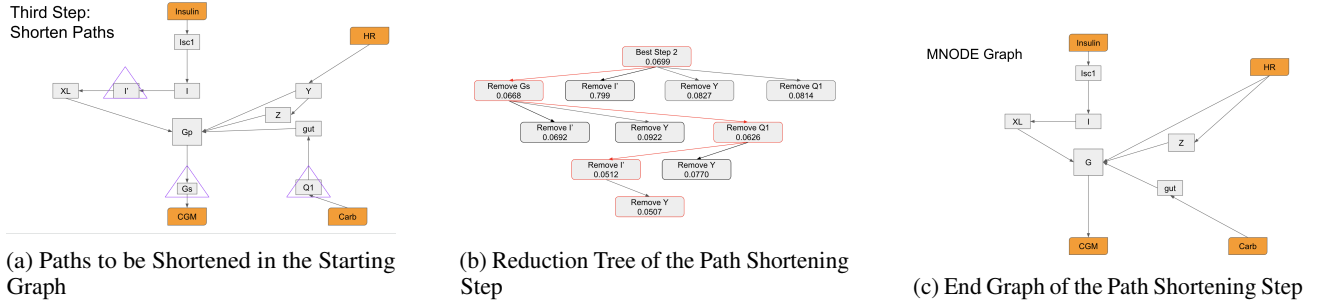 Third Step:
Shorten Paths
Insulin
Isc1
HR
XL
I'
I
Y
Z
Gp
gut
Gs
Q1
CGM
Carb
(a) Paths to be Shortened in the Starting
Graph
Best Step 2
0.0699
Remove Gs
0.0668
Remove I'
0.799
Remove Y
0.0827
Remove Q1
0.0814
Remove I'
0.0692
Remove Y
0.0922
Remove Q1
0.0626
Remove I'
0.0512
Remove Y
0.0770
Remove Y
0.0507
(b) Reduction Tree of the Path Shortening
Step
MNODE Graph
Insulin
Isc1
HR
XL
I
Z
G
gut
CGM
Carb
(c) End Graph of the Path Shortening Step